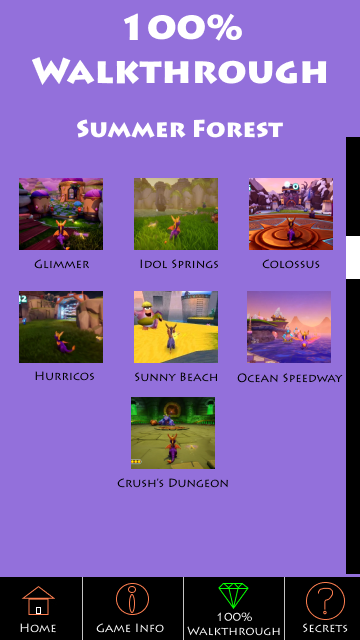 100%
Walkthrough
Summer Forest
Glimmer
Idol Springs
Colossus
Hurricos
Sunny Beach
Ocean Speedway
Crush's Dungeon
Home
Game Info
100%
Walkthrough
Secrets